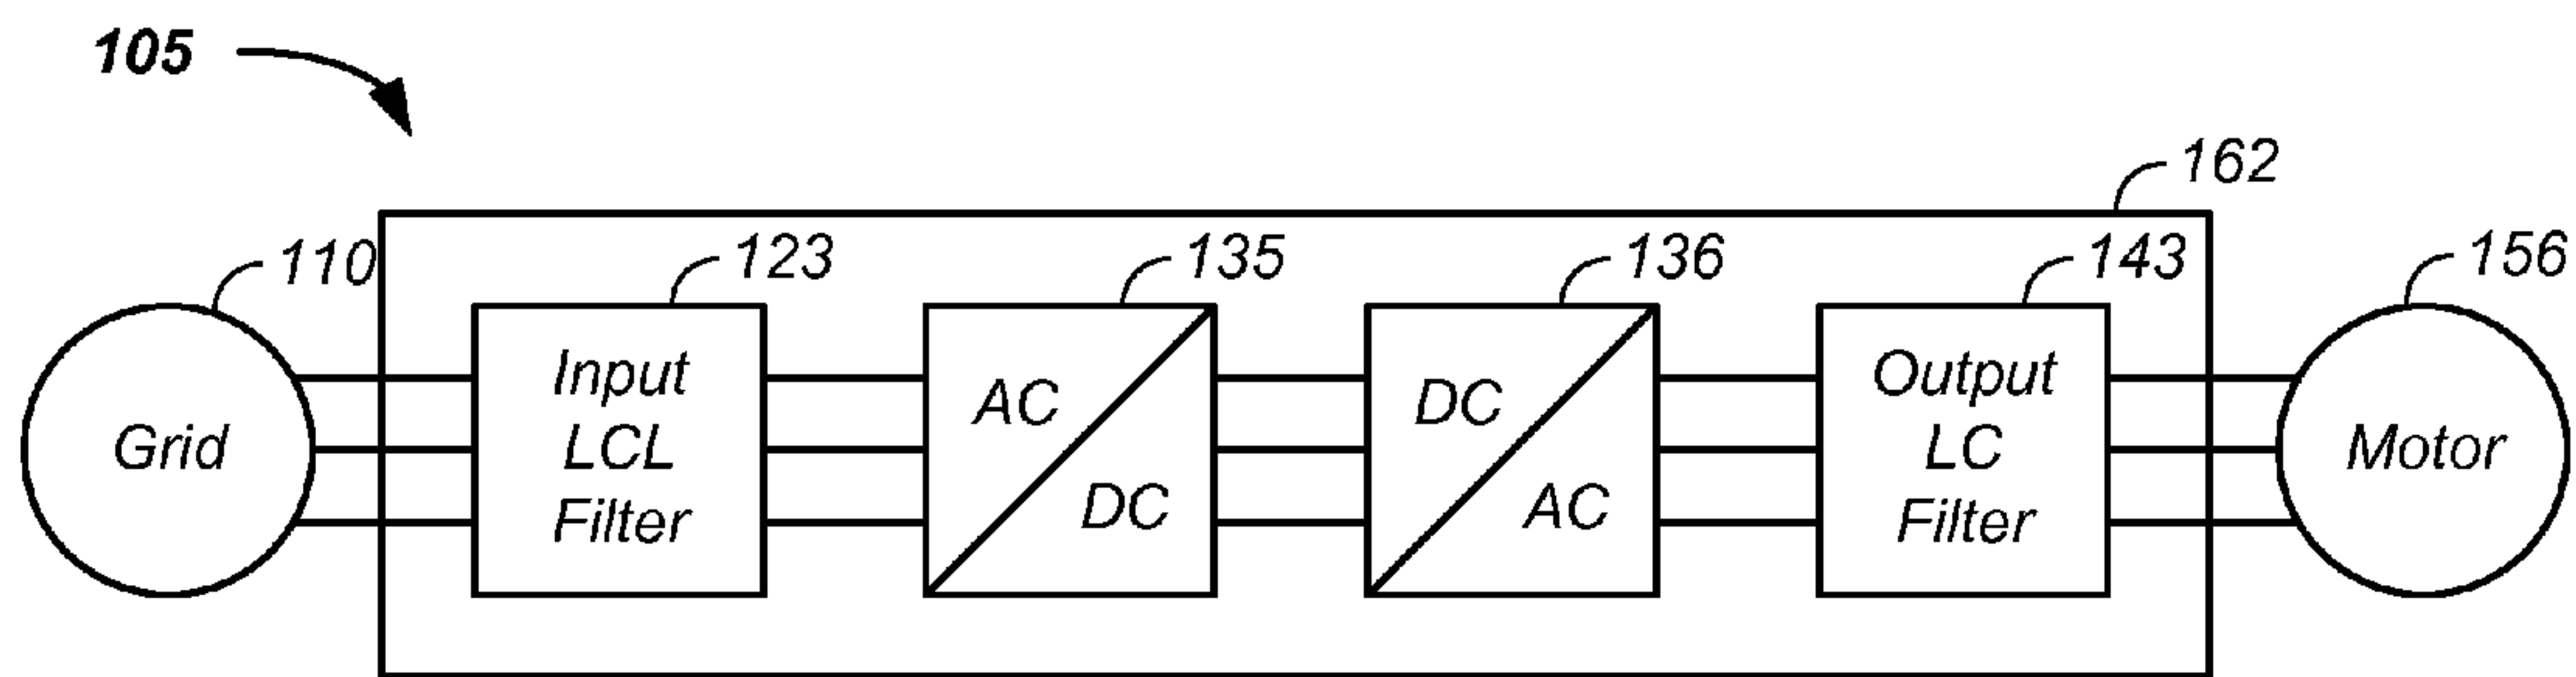 105
162
110
123
135
136
143
156
Grid
Input
LCL
Filter
AC
DC
DC
AC
Output
LC
Filter
Motor